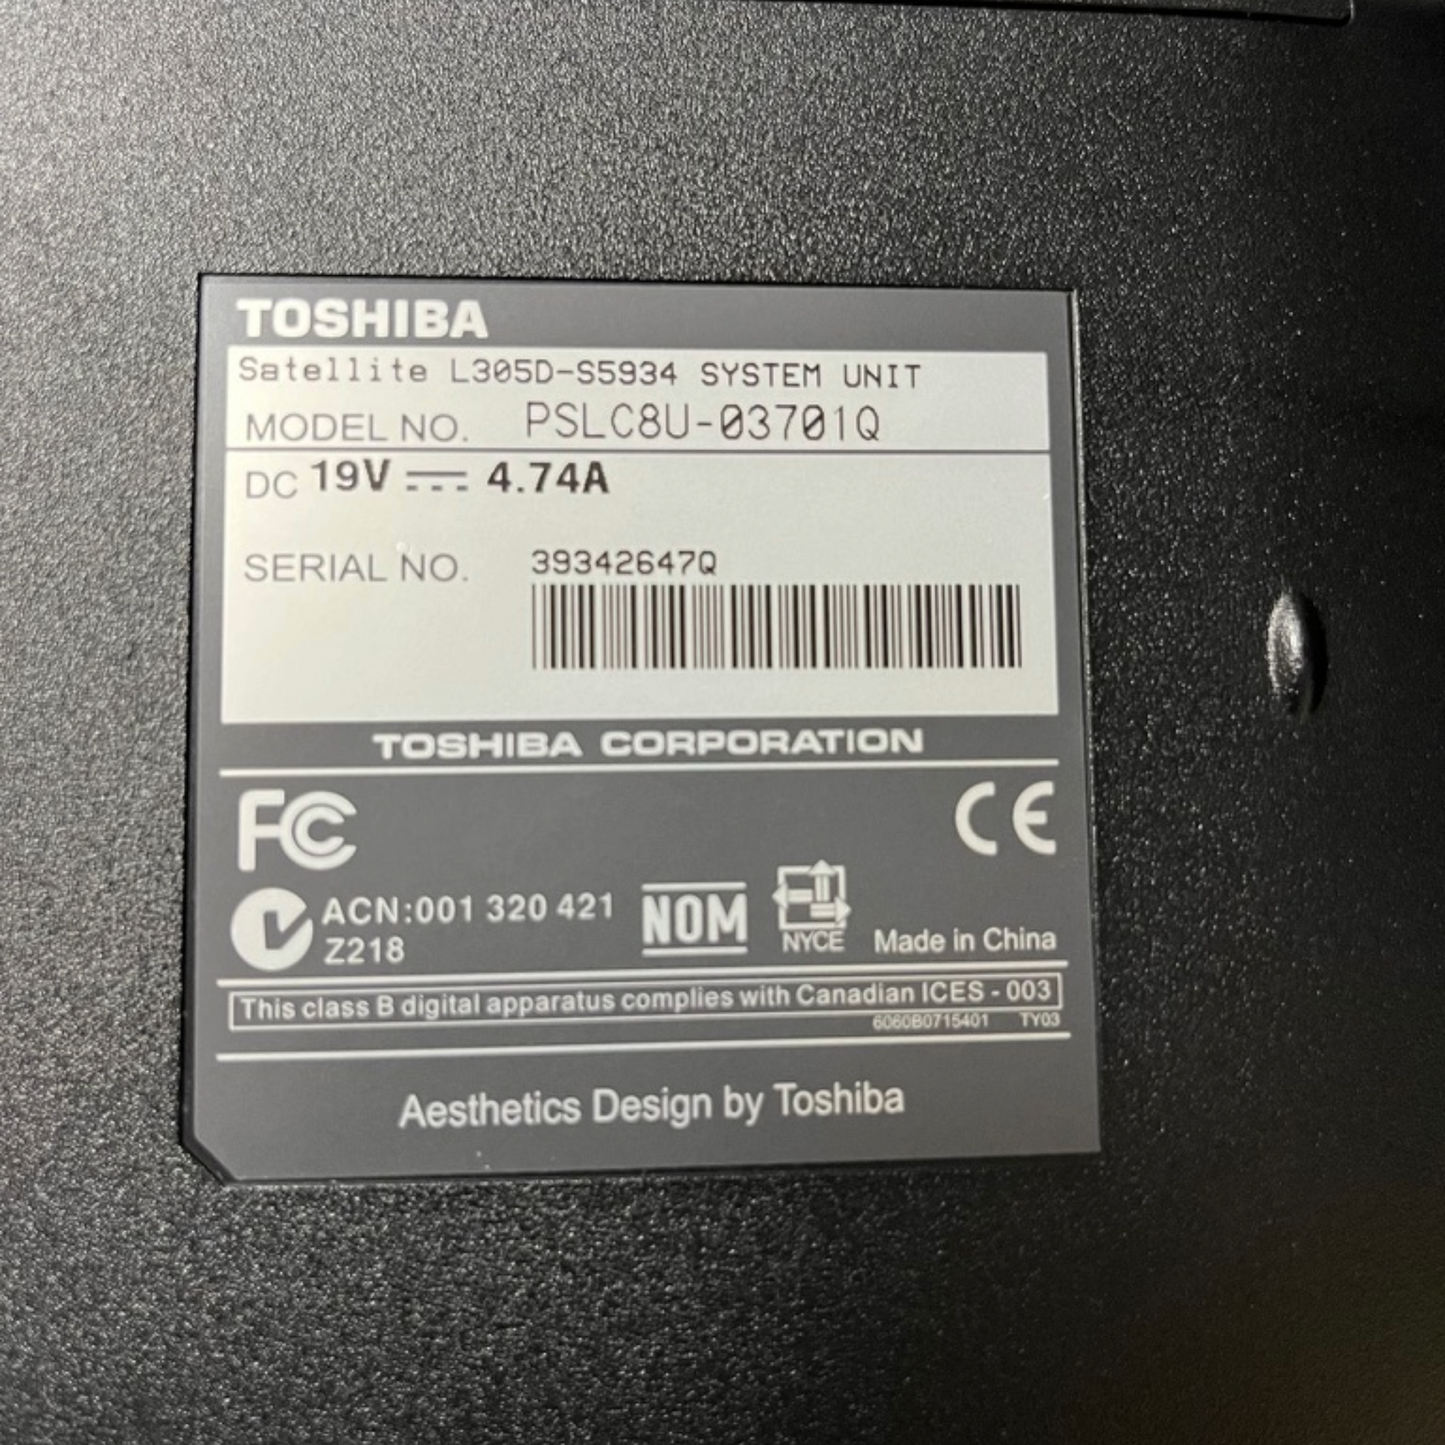 TOSHIBA
Satellite L305D-S5934 SYSTEM UNIT
MODEL NO. PSLC8U-03701Q
DC 19V 4.74A
SERIAL NO. 39342647Q
TOSHIBA CORPORATION
FC
CE
ACN:001 320 421
Z218
NOM
NYCE
Made in China
This class B digital apparatus complies with Canadian ICES - 003
6060B0715401 TY03
Aesthetics Design by Toshiba